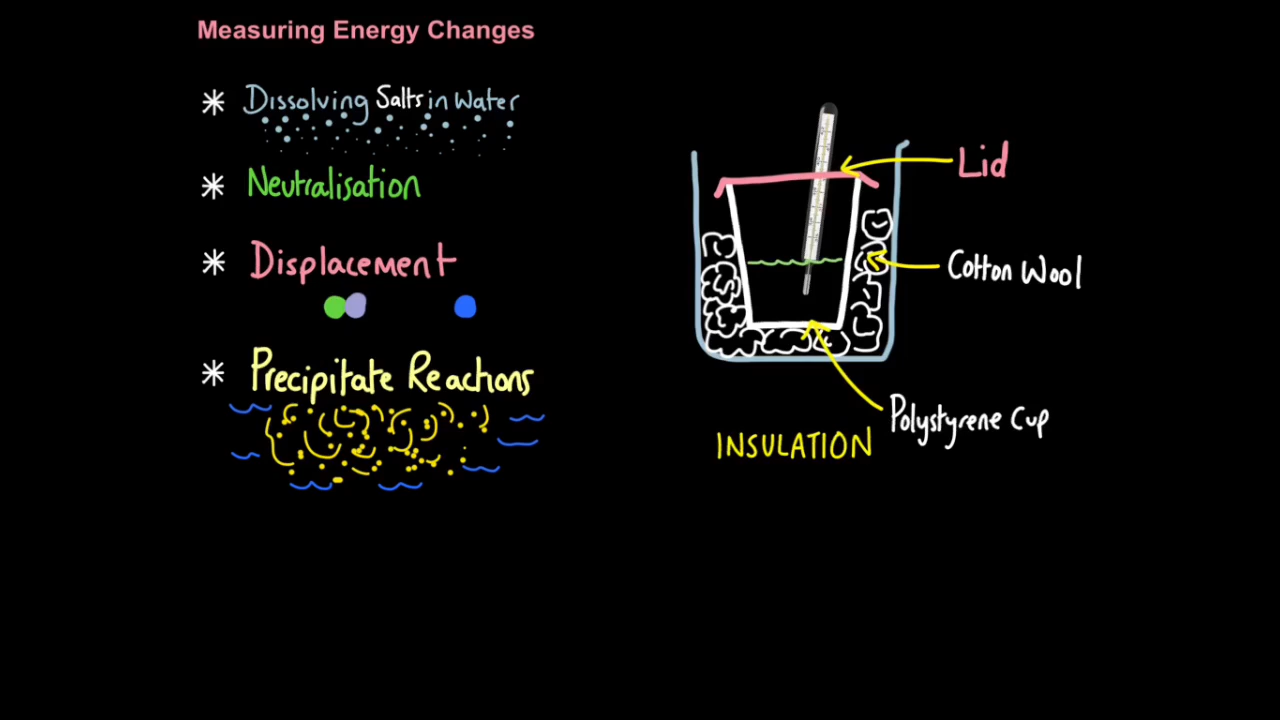 Measuring Energy Changes
* Dissolving Salts in Water
* Neutralisation
* Displacement
* Precipitate Reactions
Lid
Cotton Wool
Polystyrene Cup
INSULATION